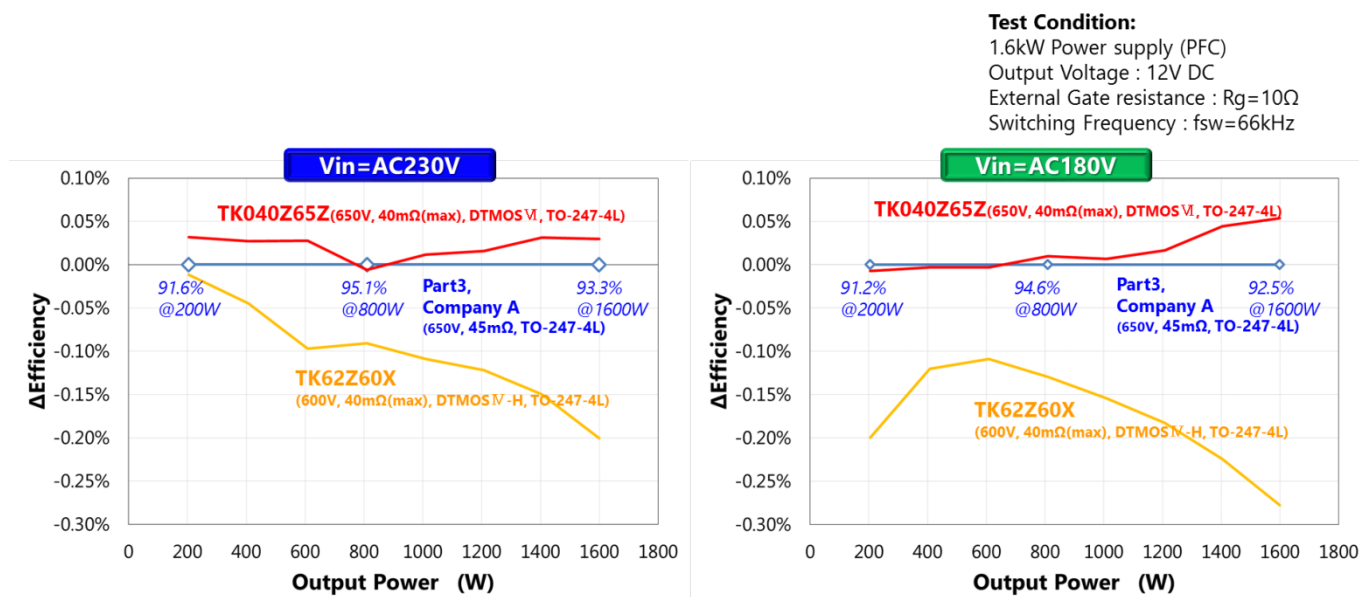 Test Condition:
1.6kW Power supply (PFC)
Output Voltage : 12V DC
External Gate resistance : Rg=10Ω
Switching Frequency : fsw=66kHz
Vin=AC230V
0.10%
0.05%
0.00%
-0.05%
-0.10%
-0.15%
-0.20%
-0.25%
-0.30%
ΔEfficiency
TK040Z65Z(650V, 40mΩ(max), DTMOSⅥ, TO-247-4L)
91.6%
@200W
95.1%
@800W
Part3,
Company A
(650V, 45mΩ, TO-247-4L)
93.3%
@1600W
TK62Z60X
(600V, 40mΩ(max), DTMOSⅣ-H, TO-247-4L)
0 200 400 600 800 1000 1200 1400 1600 1800
Output Power (W)
Vin=AC180V
0.10%
0.05%
0.00%
-0.05%
-0.10%
-0.15%
-0.20%
-0.25%
-0.30%
ΔEfficiency
TK040Z65Z(650V, 40mΩ(max), DTMOSⅥ, TO-247-4L)
91.2%
@200W
94.6%
@800W
Part3,
Company A
(650V, 45mΩ, TO-247-4L)
92.5%
@1600W
TK62Z60X
(600V, 40mΩ(max), DTMOSⅣ-H, TO-247-4L)
0 200 400 600 800 1000 1200 1400 1600 1800
Output Power (W)